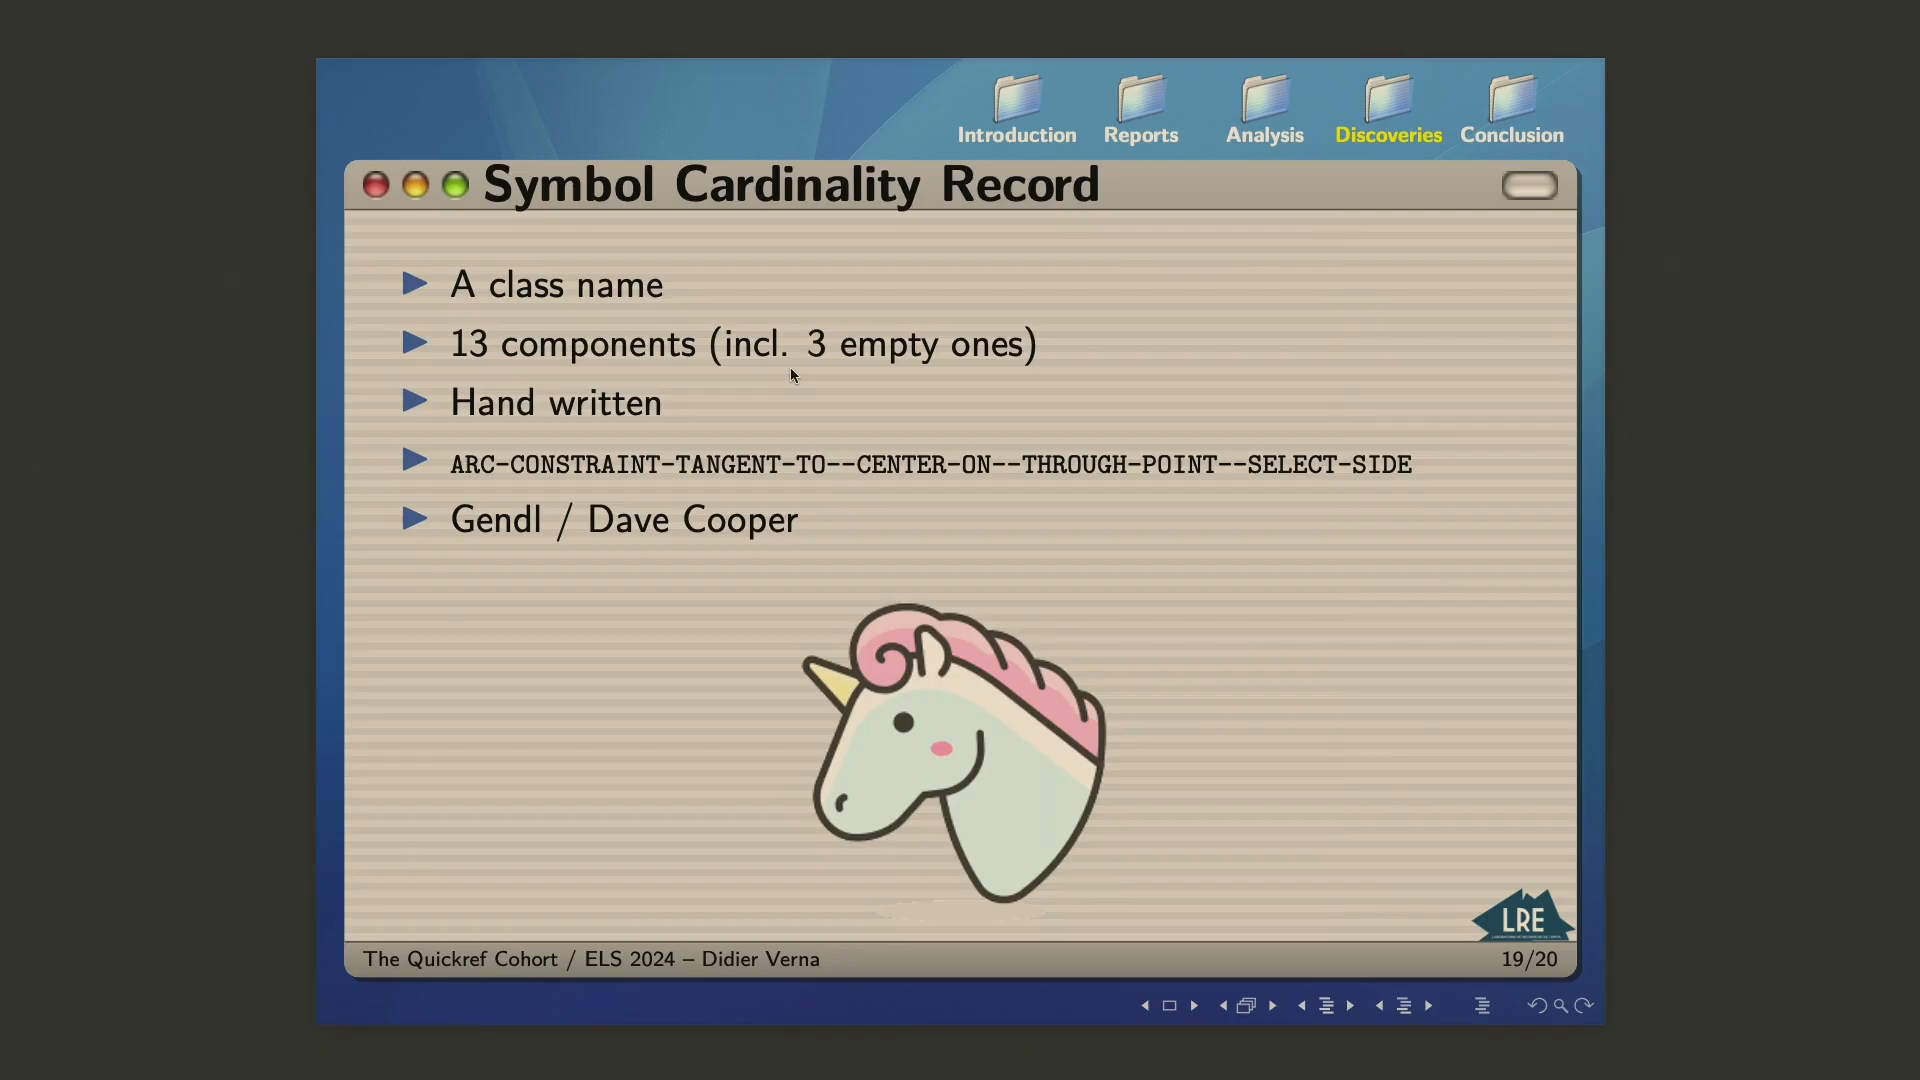 Introduction Reports Analysis Discoveries Conclusion
Symbol Cardinality Record
A class name
13 components (incl. 3 empty ones)
Hand written
ARC-CONSTRAINT-TANGENT-TO--CENTER-ON--THROUGH-POINT--SELECT-SIDE
Gendl / Dave Cooper
LRE
The Quickref Cohort / ELS 2024 – Didier Verna 19/20